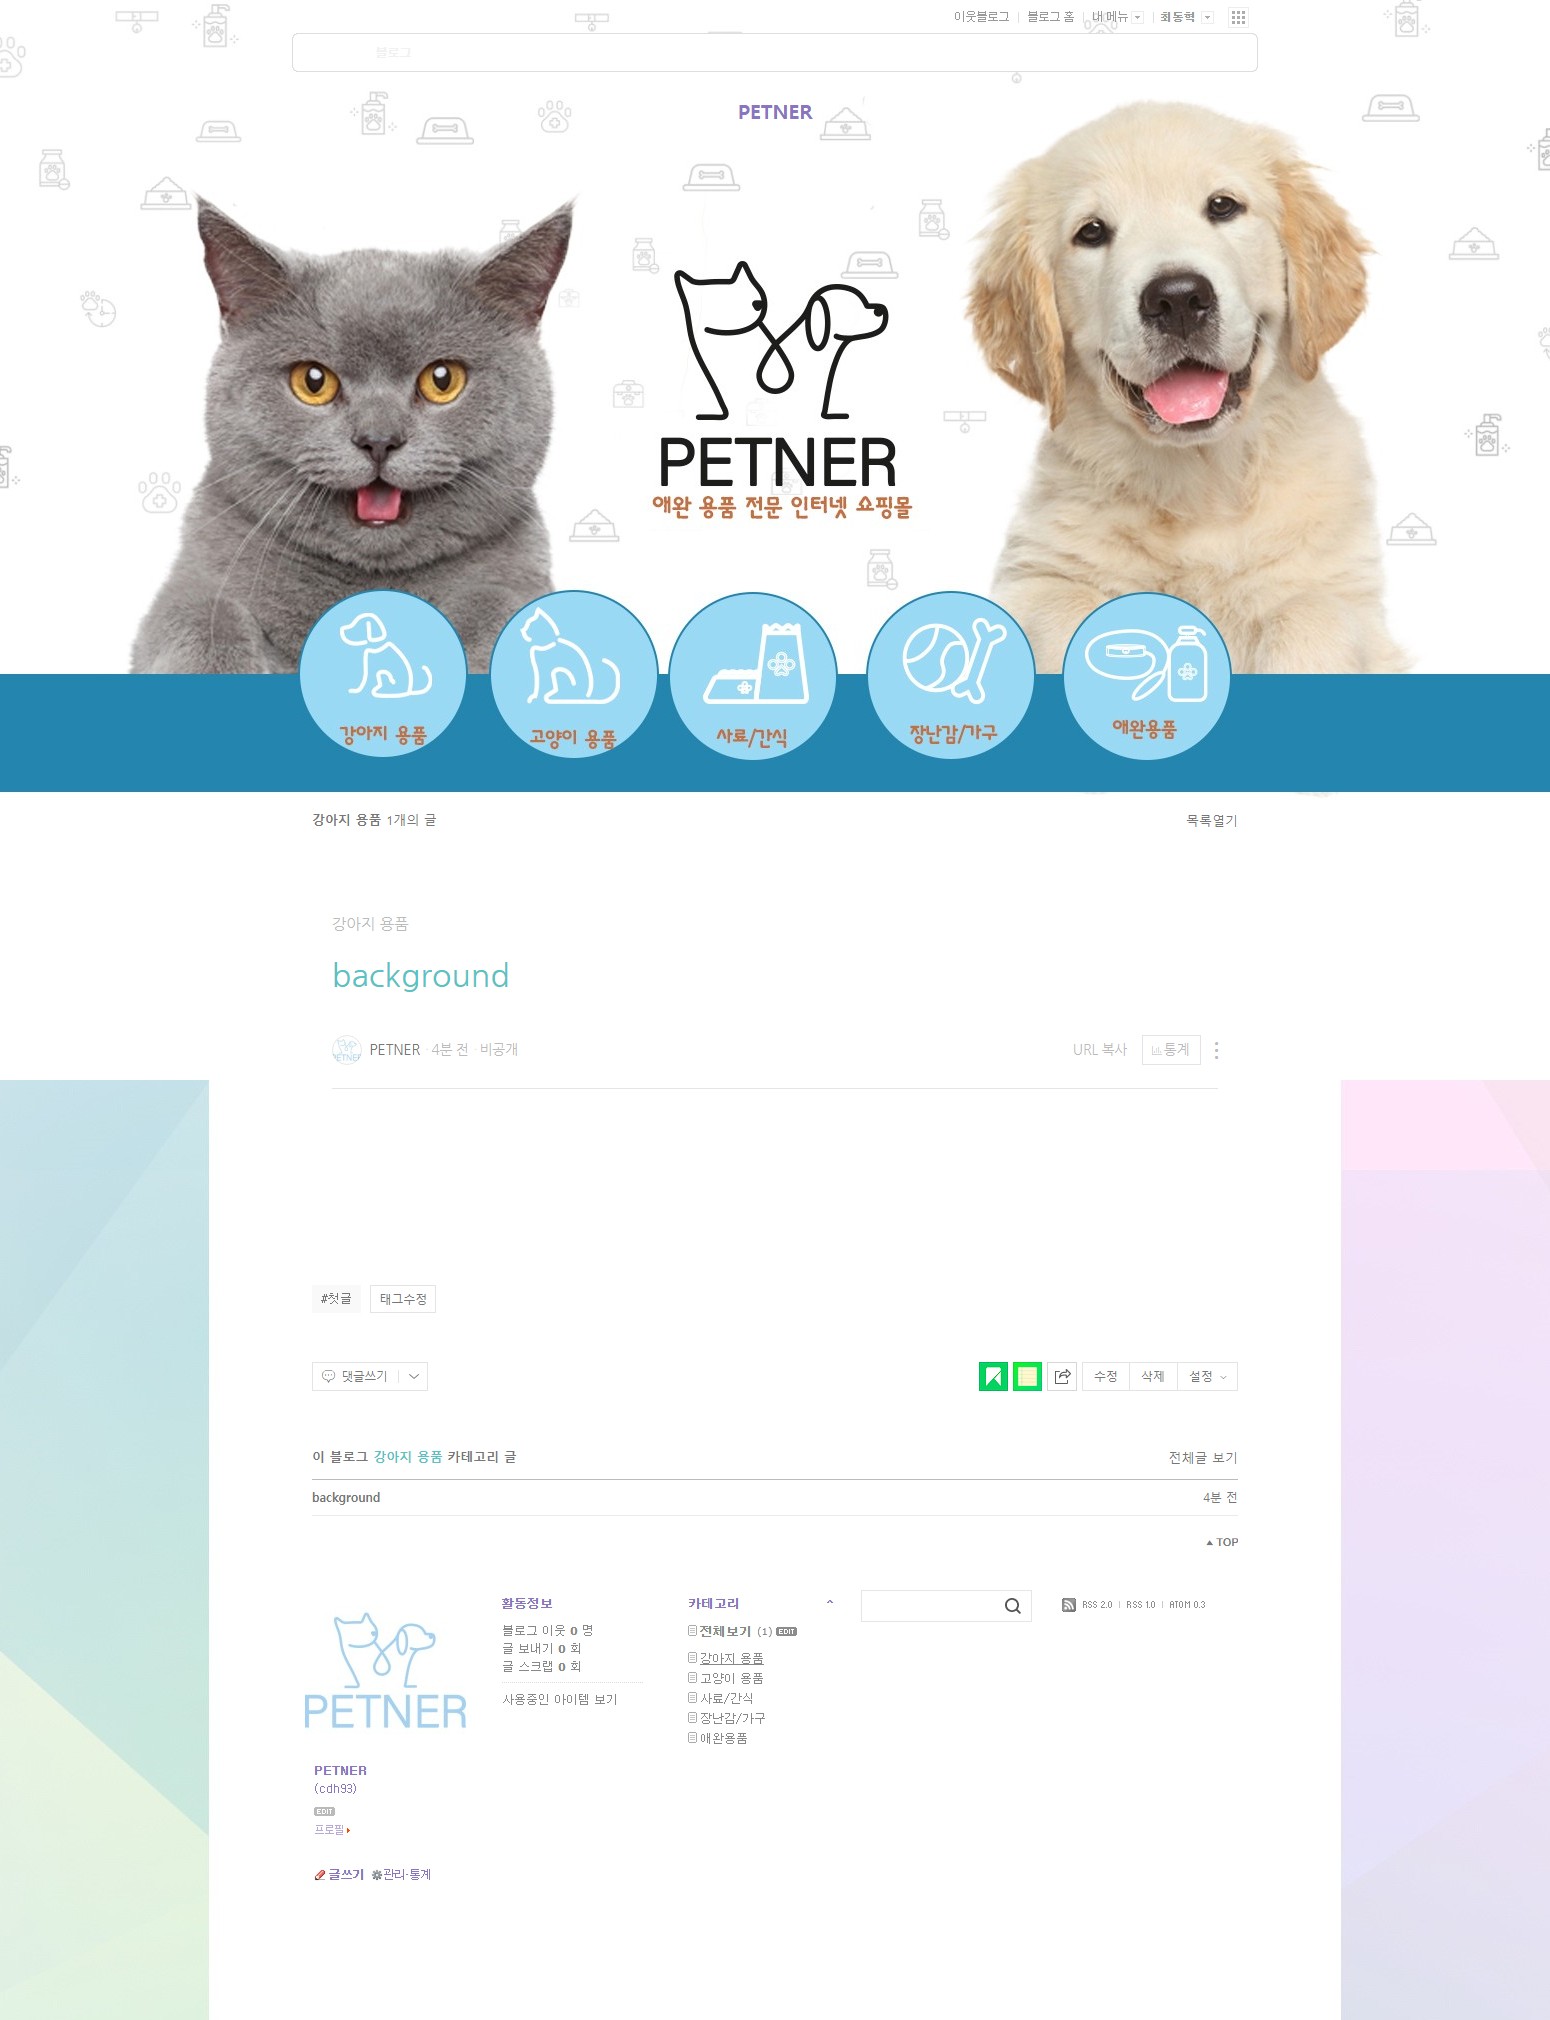 이웃블로그 블로그 홈 내 메뉴 최동혁
블로그
PETNER
PETNER
애완 용품 전문 인터넷 쇼핑몰
강아지 용품
고양이 용품
사료/간식
장난감/가구
애완용품
강아지 용품 1개의 글 목록열기
강아지 용품
background
PETNER
PETNER · 4분 전 · 비공개 URL 복사 통계
#첫글 태그수정
댓글쓰기 수정 삭제 설정
이 블로그 강아지 용품 카테고리 글 전체글 보기
background 4분 전
▲ TOP
PETNER
PETNER
(cdh93)
EDIT
프로필
글쓰기 관리·통계
활동정보
블로그 이웃 0 명
글 보내기 0 회
글 스크랩 0 회
사용중인 아이템 보기
카테고리
전체보기 (1) EDIT
강아지 용품
고양이 용품
사료/간식
장난감/가구
애완용품
RSS 2.0 | RSS 1.0 | ATOM 0.3